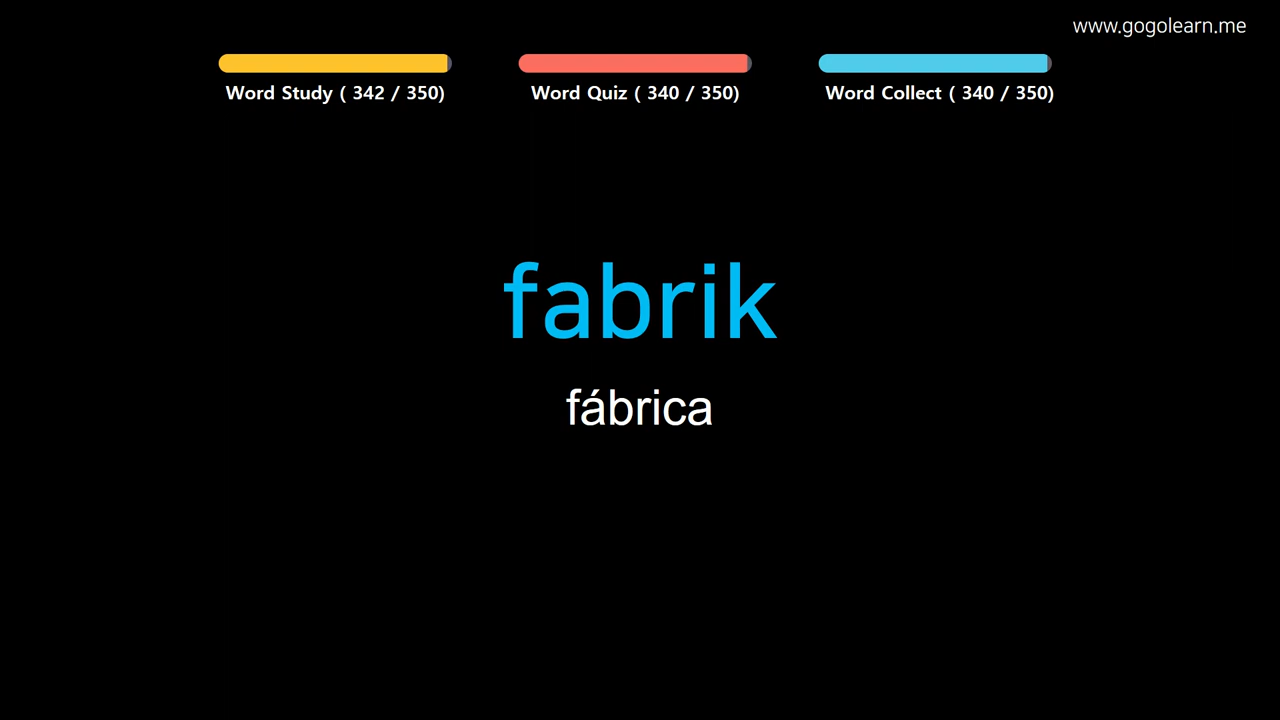 www.gogolearn.me
Word Study ( 342 / 350)
Word Quiz ( 340 / 350)
Word Collect ( 340 / 350)
fabrik
fábrica